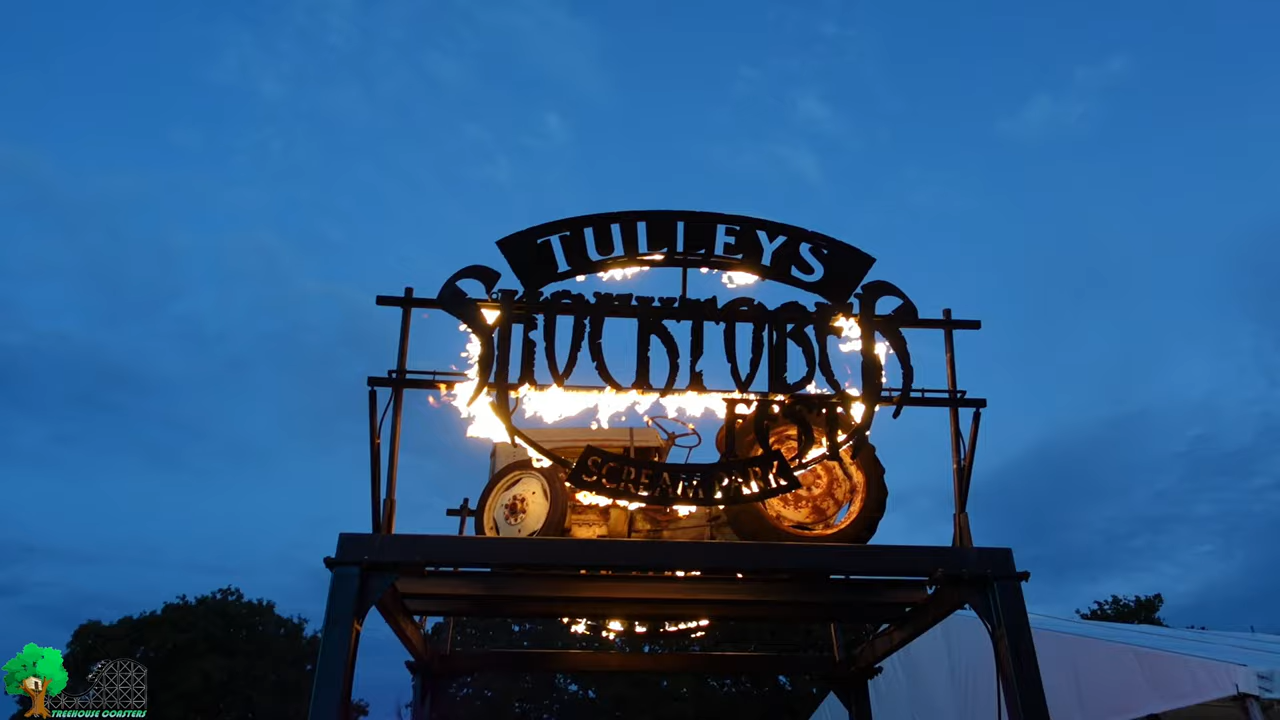 TULLEYS
SHOCKTOBER
FEST
SCREAM PARK
TREEHOUSE COASTERS